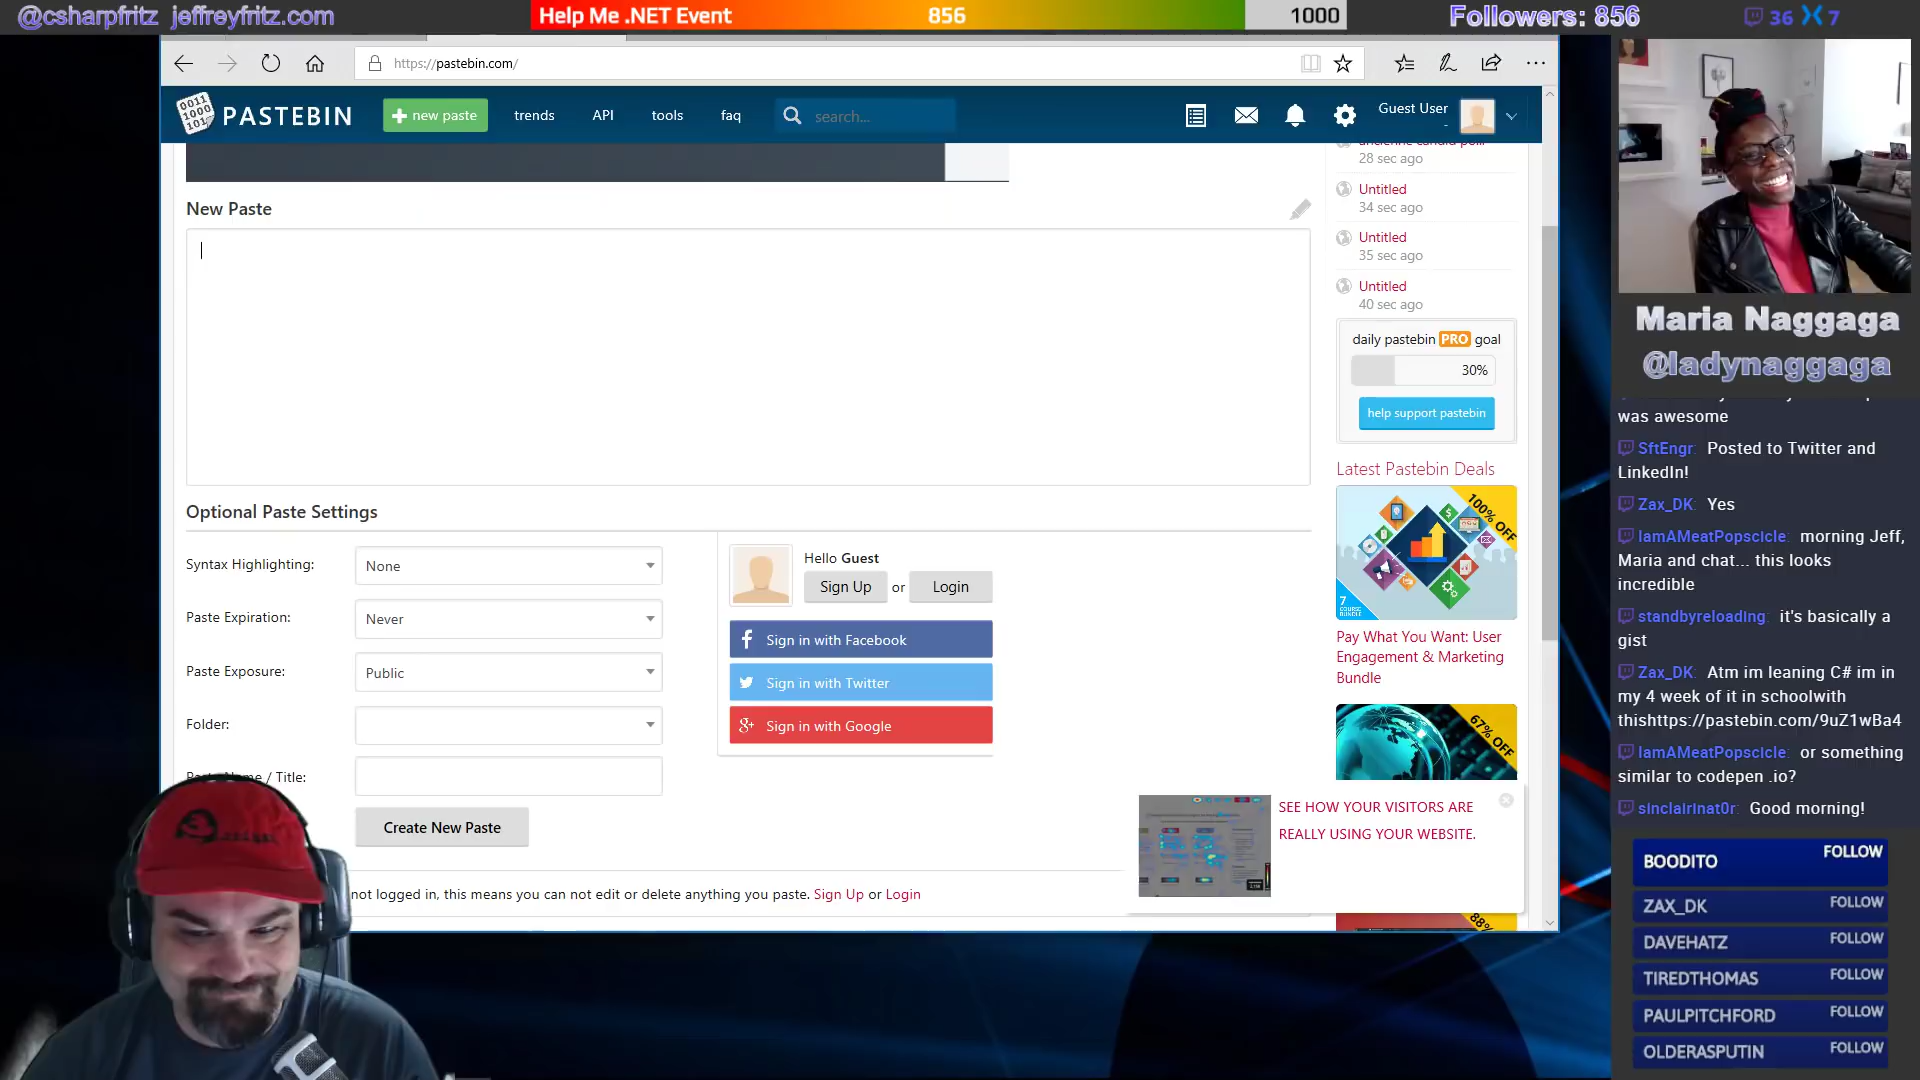 @csharpfritz jeffreyfritz.com
Help Me .NET Event 856 1000
Followers: 856
36 7
https://pastebin.com/
PASTEBIN
new paste
trends
API
tools
faq
search...
Guest User
-
28 sec ago
Untitled
34 sec ago
Untitled
35 sec ago
Untitled
40 sec ago
New Paste
daily pastebin PRO goal
30%
help support pastebin
Latest Pastebin Deals
100% OFF
7
COURSE
BUNDLE
Pay What You Want: User
Engagement & Marketing
Bundle
67% OFF
88%
Optional Paste Settings
Syntax Highlighting: None
Paste Expiration: Never
Paste Exposure: Public
Folder:
Name / Title:
Create New Paste
Hello Guest
Sign Up or Login
Sign in with Facebook
Sign in with Twitter
Sign in with Google
SEE HOW YOUR VISITORS ARE
REALLY USING YOUR WEBSITE.
not logged in, this means you can not edit or delete anything you paste. Sign Up or Login
Maria Naggaga
@ladynaggaga
was awesome
SftEngr: Posted to Twitter and
LinkedIn!
Zax_DK: Yes
IamAMeatPopscicle: morning Jeff,
Maria and chat... this looks
incredible
standbyreloading: it's basically a
gist
Zax_DK: Atm im leaning C# im in
my 4 week of it in schoolwith
thishttps://pastebin.com/9uZ1wBa4
IamAMeatPopscicle: or something
similar to codepen .io?
sinclairinat0r: Good morning!
BOODITO FOLLOW
ZAX_DK FOLLOW
DAVEHATZ FOLLOW
TIREDTHOMAS FOLLOW
PAULPITCHFORD FOLLOW
OLDERASPUTIN FOLLOW